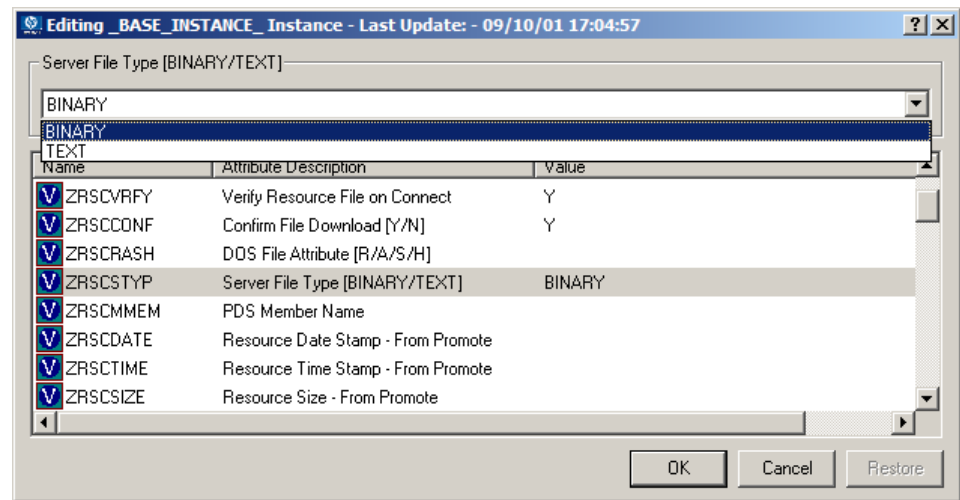 Editing _BASE_INSTANCE_ Instance - Last Update: - 09/10/01 17:04:57
Server File Type [BINARY/TEXT]
BINARY
BINARY
TEXT
Name Attribute Description Value
V ZRSCVRFY Verify Resource File on Connect Y
V ZRSCCONF Confirm File Download [Y/N] Y
V ZRSCRASH DOS File Attribute [R/A/S/H]
V ZRSCSTYP Server File Type [BINARY/TEXT] BINARY
V ZRSCMMEM PDS Member Name
V ZRSCDATE Resource Date Stamp - From Promote
V ZRSCTIME Resource Time Stamp - From Promote
V ZRSCSIZE Resource Size - From Promote
OK Cancel Restore